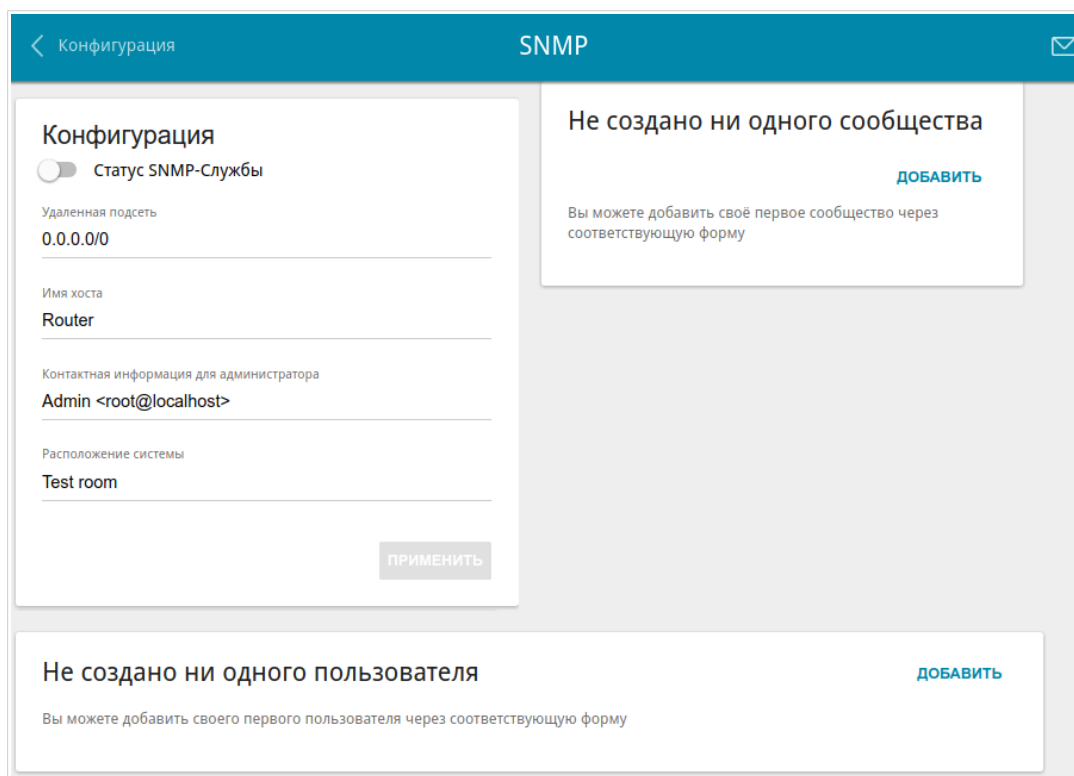 Конфигурация
SNMP
Конфигурация
Статус SNMP-Службы
Удаленная подсеть
0.0.0.0/0
Имя хоста
Router
Контактная информация для администратора
Admin <root@localhost>
Расположение системы
Test room
ПРИМЕНИТЬ
Не создано ни одного сообщества
ДОБАВИТЬ
Вы можете добавить своё первое сообщество через
соответствующую форму
Не создано ни одного пользователя
ДОБАВИТЬ
Вы можете добавить своего первого пользователя через соответствующую форму